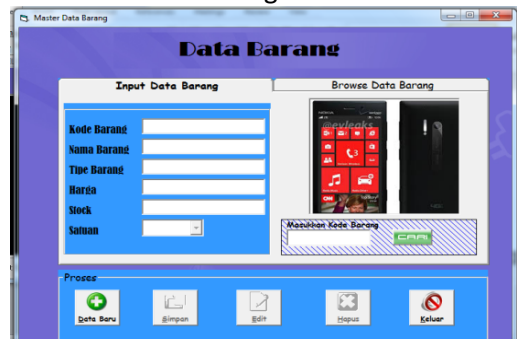 Master Data Barang
Data Barang
Input Data Barang
Browse Data Barang
Kode Barang
Nama Barang
Tipe Barang
Harga
Stock
Satuan
@evleaks
Masukkan Kode Barang
CARI
Proses
Data Baru
Simpan
Edit
Hapus
Keluar